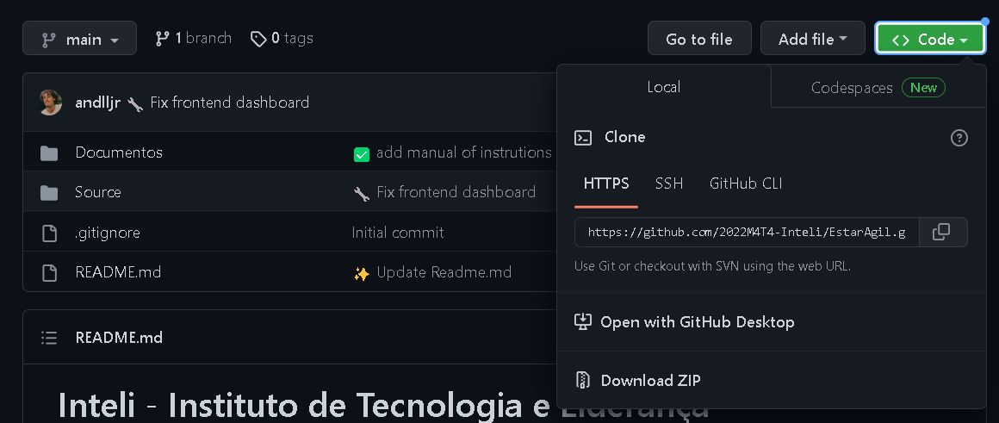 main
1 branch
0 tags
Go to file
Add file
<> Code
andlljr 🔧 Fix frontend dashboard
Documentos
✅ add manual of instrutions
Source
🔧 Fix frontend dashboard
.gitignore
Initial commit
README.md
✨ Update Readme.md
README.md
Inteli - Instituto de Tecnologia e Liderança
Local
Codespaces New
Clone
HTTPS SSH GitHub CLI
https://github.com/2022M4T4-Inteli/EstarAgil.g
Use Git or checkout with SVN using the web URL.
Open with GitHub Desktop
Download ZIP